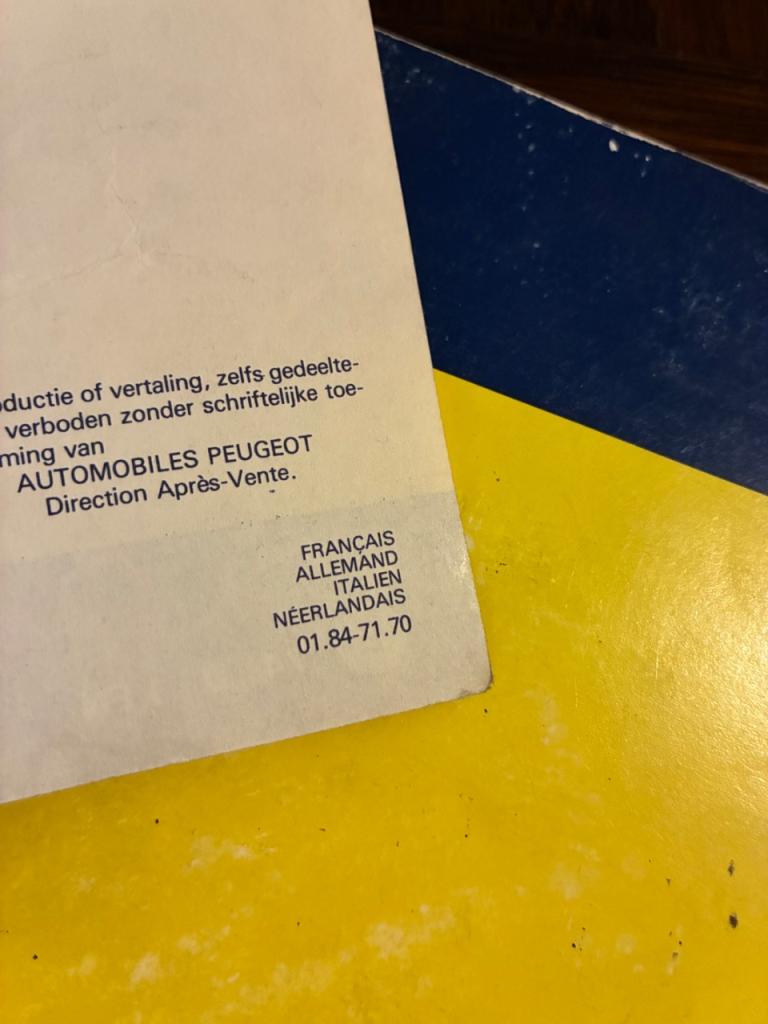 oductie of vertaling, zelfs gedeelte-
verboden zonder schriftelijke toe-
ming van
AUTOMOBILES PEUGEOT
Direction Après-Vente.
FRANÇAIS
ALLEMAND
ITALIEN
NÉERLANDAIS
01.84-71.70